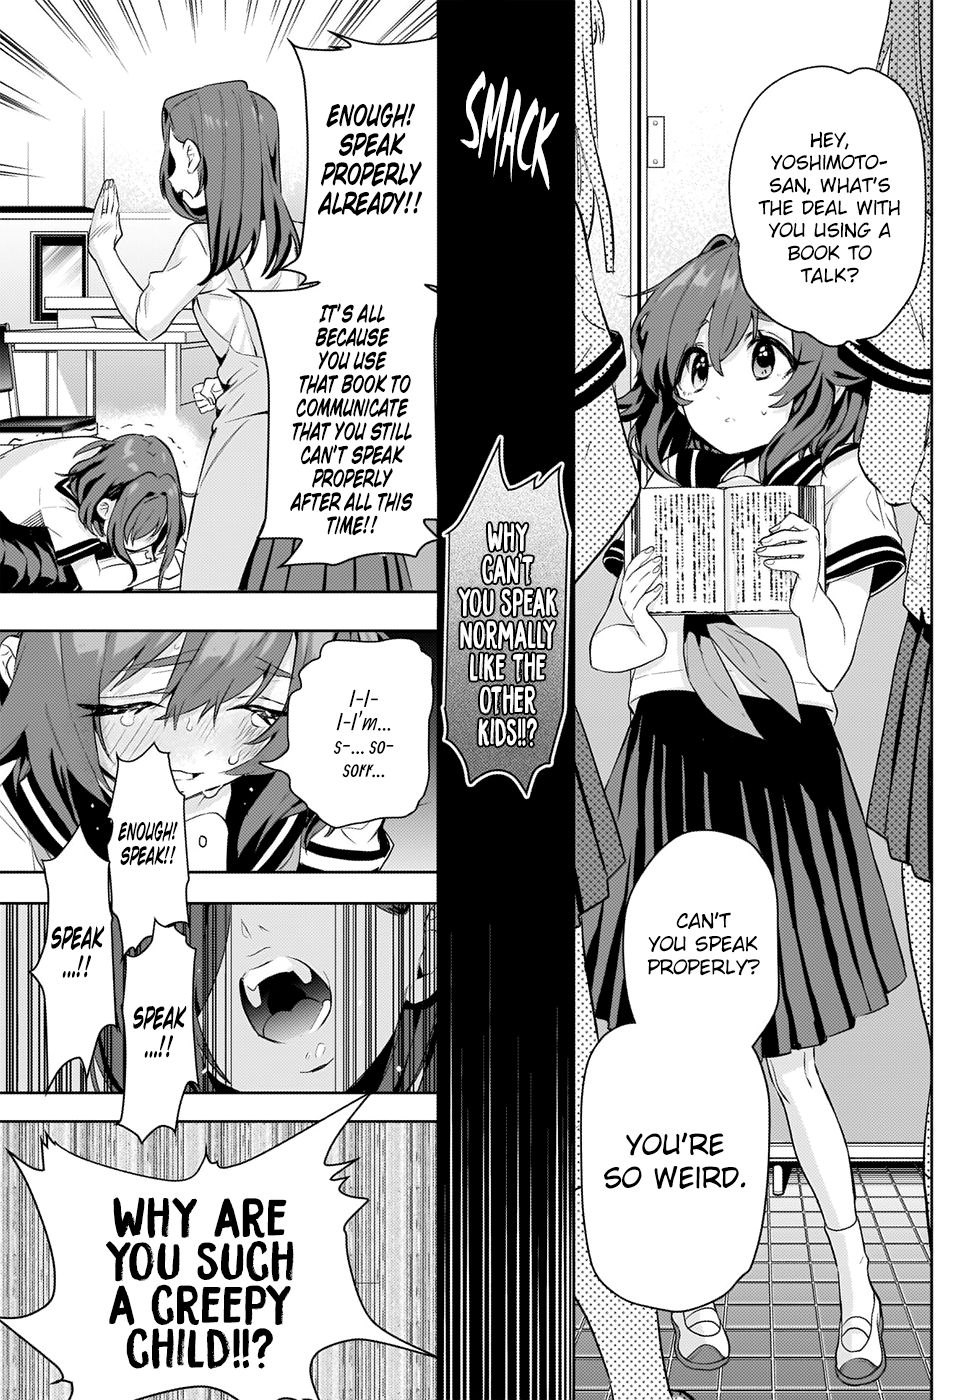 HEY,
YOSHIMOTO-
SAN, WHAT'S
THE DEAL WITH
YOU USING A
BOOK TO
TALK?
CAN'T
YOU SPEAK
PROPERLY?
YOU'RE
SO WEIRD.
SMACK
WHY
CAN'T
YOU SPEAK
NORMALLY
LIKE THE
OTHER
KIDS!!?
ENOUGH!
SPEAK
PROPERLY
ALREADY!!
IT'S ALL
BECAUSE
YOU USE
THAT BOOK TO
COMMUNICATE
THAT YOU STILL
CAN'T SPEAK
PROPERLY
AFTER ALL THIS
TIME!!
I-I-
I-I'm...
s-... so-
sorr...
ENOUGH!
SPEAK!!
SPEAK
...!!
SPEAK
...!!
WHY ARE
YOU SUCH
A CREEPY
CHILD!!?